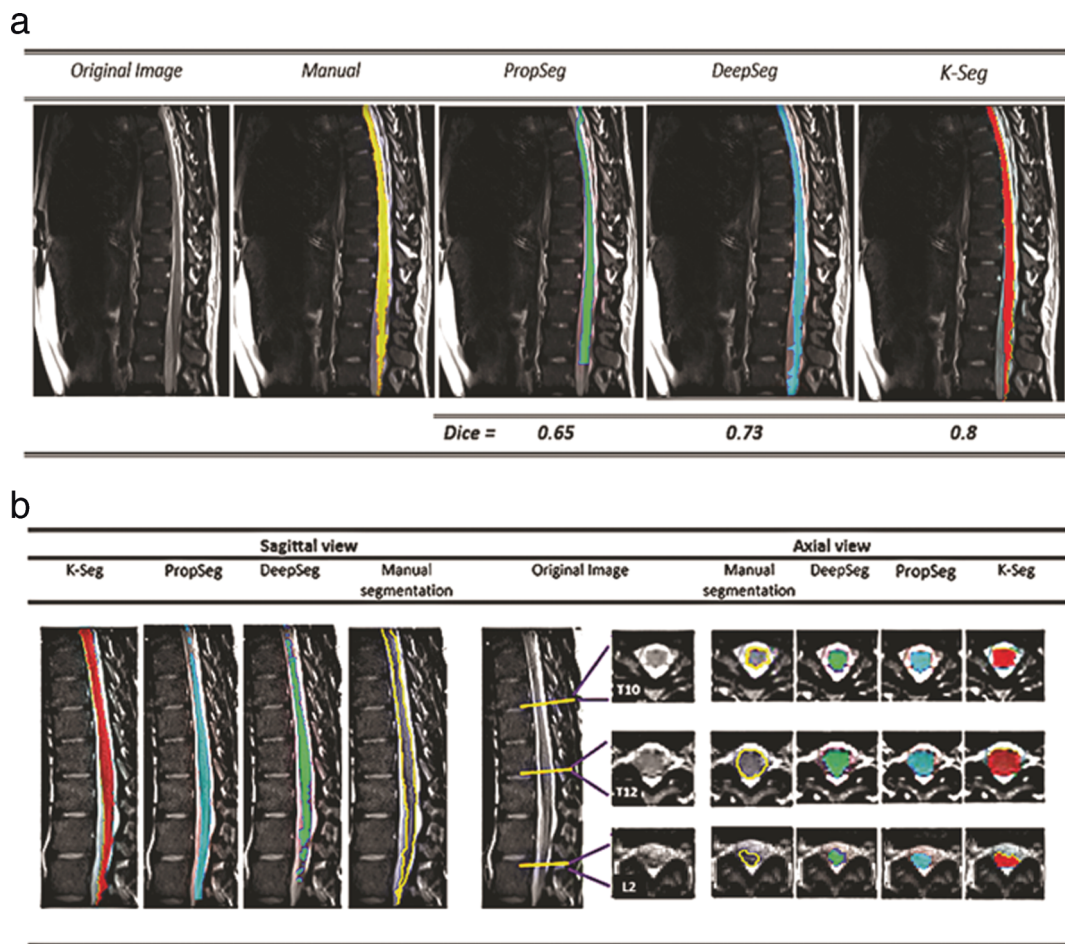 a
Original Image Manual PropSeg DeepSeg K-Seg
Dice = 0.65 0.73 0.8
b
Sagittal view Axial view
K-Seg PropSeg DeepSeg Manual segmentation Original Image Manual segmentation DeepSeg PropSeg K-Seg
T10
T12
L2